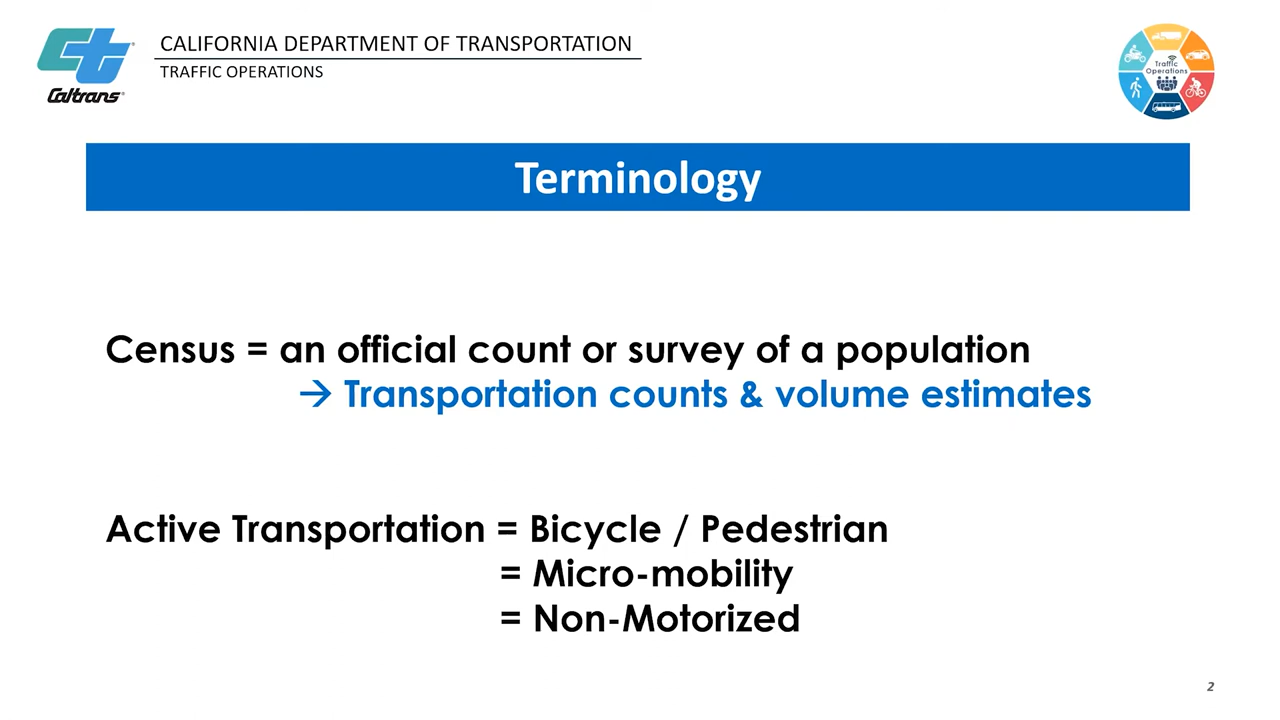 CALIFORNIA DEPARTMENT OF TRANSPORTATION
TRAFFIC OPERATIONS
Caltrans
Traffic
Operations
Terminology
Census = an official count or survey of a population
→ Transportation counts & volume estimates
Active Transportation = Bicycle / Pedestrian
= Micro-mobility
= Non-Motorized
2